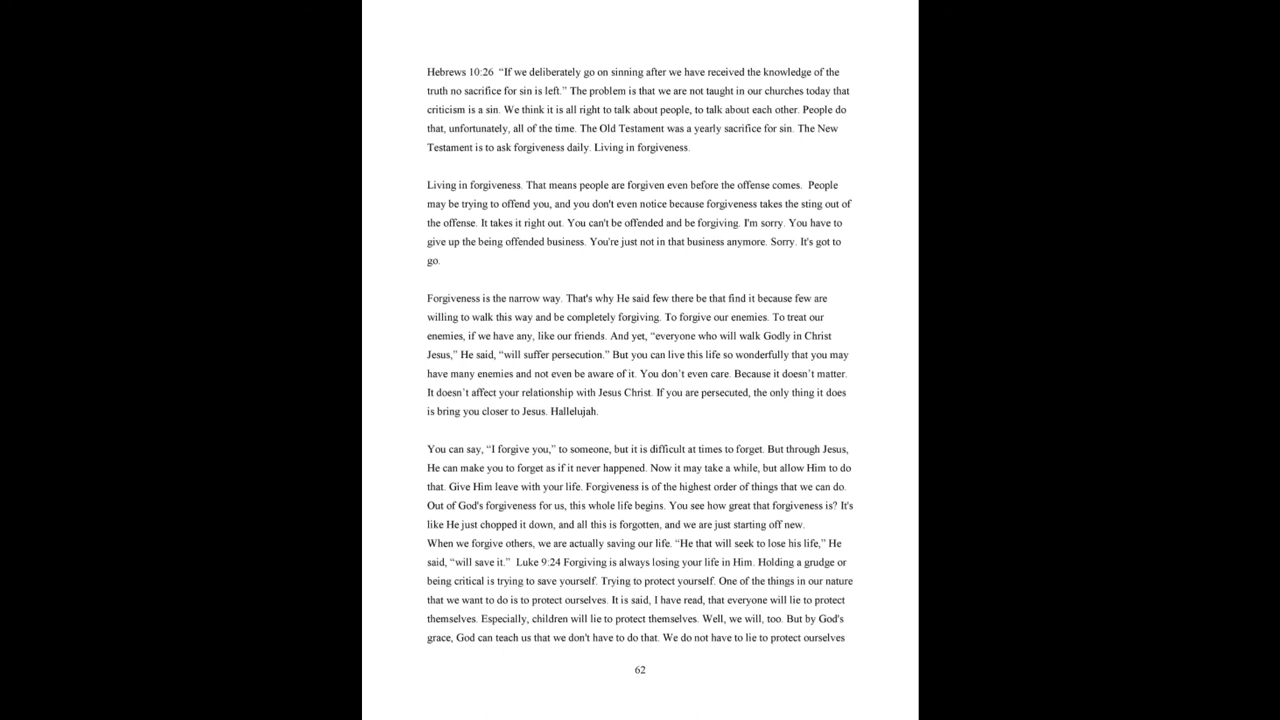 Hebrews 10:26  “If we deliberately go on sinning after we have received the knowledge of the
truth no sacrifice for sin is left.” The problem is that we are not taught in our churches today that
criticism is a sin. We think it is all right to talk about people, to talk about each other. People do
that, unfortunately, all of the time. The Old Testament was a yearly sacrifice for sin. The New
Testament is to ask forgiveness daily. Living in forgiveness.
Living in forgiveness. That means people are forgiven even before the offense comes.  People
may be trying to offend you, and you don't even notice because forgiveness takes the sting out of
the offense. It takes it right out. You can't be offended and be forgiving. I'm sorry. You have to
give up the being offended business. You're just not in that business anymore. Sorry. It's got to
go.
Forgiveness is the narrow way. That's why He said few there be that find it because few are
willing to walk this way and be completely forgiving. To forgive our enemies. To treat our
enemies, if we have any, like our friends. And yet, “everyone who will walk Godly in Christ
Jesus,” He said, “will suffer persecution.” But you can live this life so wonderfully that you may
have many enemies and not even be aware of it. You don’t even care. Because it doesn’t matter.
It doesn’t affect your relationship with Jesus Christ. If you are persecuted, the only thing it does
is bring you closer to Jesus. Hallelujah.
You can say, “I forgive you,” to someone, but it is difficult at times to forget. But through Jesus,
He can make you to forget as if it never happened. Now it may take a while, but allow Him to do
that. Give Him leave with your life. Forgiveness is of the highest order of things that we can do.
Out of God's forgiveness for us, this whole life begins. You see how great that forgiveness is? It's
like He just chopped it down, and all this is forgotten, and we are just starting off new.
When we forgive others, we are actually saving our life. “He that will seek to lose his life,” He
said, “will save it.”  Luke 9:24 Forgiving is always losing your life in Him. Holding a grudge or
being critical is trying to save yourself. Trying to protect yourself. One of the things in our nature
that we want to do is to protect ourselves. It is said, I have read, that everyone will lie to protect
themselves. Especially, children will lie to protect themselves. Well, we will, too. But by God's
grace, God can teach us that we don't have to do that. We do not have to lie to protect ourselves
62